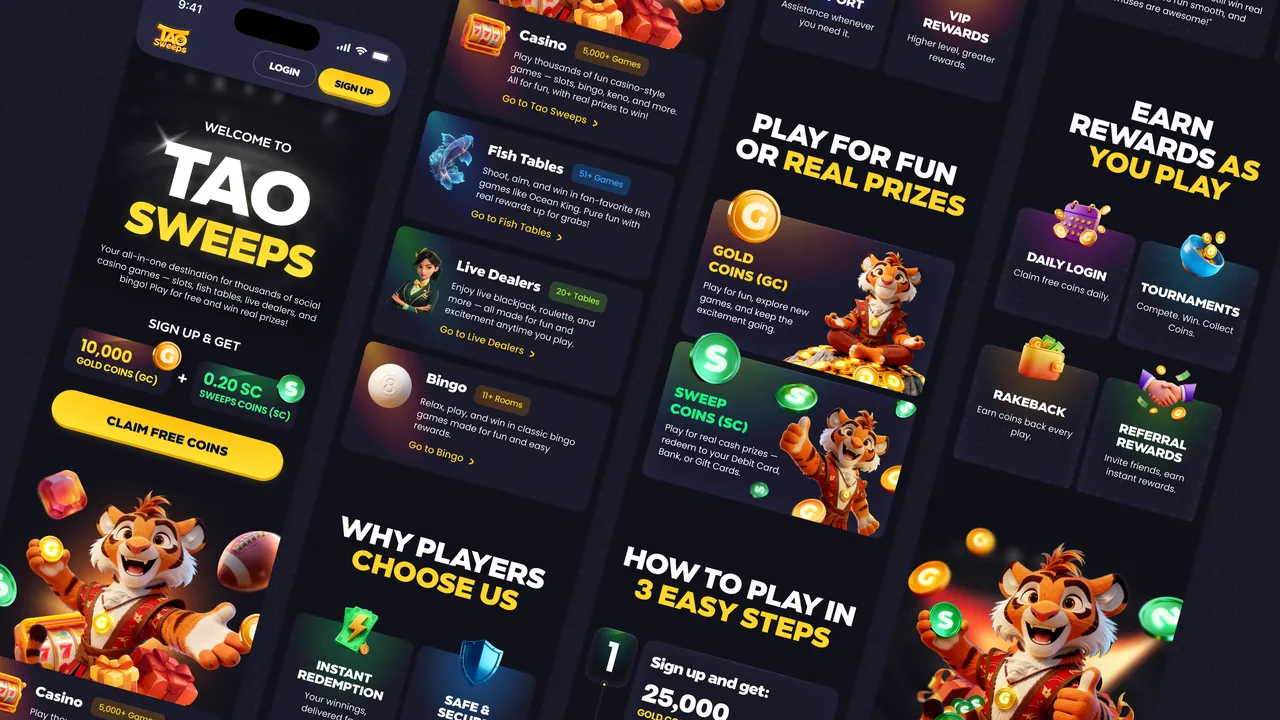 9:41
TAO
Sweeps
LOGIN
SIGN UP
WELCOME TO
TAO
SWEEPS
Your all-in-one destination for thousands of social
casino games — slots, fish tables, live dealers, and
bingo! Play for free and win real prizes!
SIGN UP & GET
10,000
GOLD COINS (GC)
G
+
0.20 SC
SWEEPS COINS (SC)
S
CLAIM FREE COINS
G
S
7 7
Casino
5,000+ Games
Casino
5,000+ Games
Play thousands of fun casino-style
games — slots, bingo, keno, and more.
All for fun, with real prizes to win!
Go to Tao Sweeps >
Fish Tables
51+ Games
Shoot, aim, and win in fan-favorite fish
games like Ocean King. Pure fun with
real rewards up for grabs!
Go to Fish Tables >
Live Dealers
20+ Tables
Enjoy live blackjack, roulette, and
more — all made for fun and
excitement anytime you play.
Go to Live Dealers >
8
Bingo
11+ Rooms
Relax, play, and win in classic bingo
games made for fun and easy
rewards.
Go to Bingo >
WHY PLAYERS
CHOOSE US
INSTANT
REDEMPTION
Your winnings,
SAFE &
Assistance whenever
you need it.
VIP
REWARDS
Higher level, greater
rewards.
PLAY FOR FUN
OR REAL PRIZES
G
GOLD
COINS (GC)
Play for fun, explore new
games, and keep the
excitement going.
S
SWEEP
COINS (SC)
Play for real cash prizes —
redeem to your Debit Card,
Bank, or Gift Cards.
HOW TO PLAY IN
3 EASY STEPS
1
Sign up and get:
25,000
EARN
REWARDS AS
YOU PLAY
DAILY LOGIN
Claim free coins daily.
TOURNAMENTS
Compete. Win. Collect
Coins.
RAKEBACK
Earn coins back every
play.
REFERRAL
REWARDS
Invite friends, earn
instant rewards.
G
G
S
G